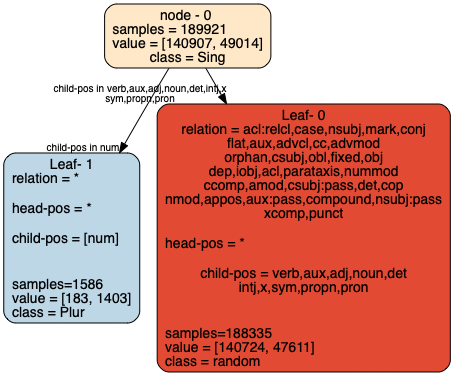 node - 0
samples = 189921
value = [140907, 49014]
class = Sing
child-pos in verb,aux,adj,noun,det,intj,x
sym,propn,pron
child-pos in num
Leaf- 1
relation = *
head-pos = *
child-pos = [num]
samples=1586
value = [183, 1403]
class = Plur
Leaf- 0
relation = acl:relcl,case,nsubj,mark,conj
flat,aux,advcl,cc,advmod
orphan,csubj,obl,fixed,obj
dep,iobj,acl,parataxis,nummod
ccomp,amod,csubj:pass,det,cop
nmod,appos,aux:pass,compound,nsubj:pass
xcomp,punct
head-pos = *
child-pos = verb,aux,adj,noun,det
intj,x,sym,propn,pron
samples=188335
value = [140724, 47611]
class = random